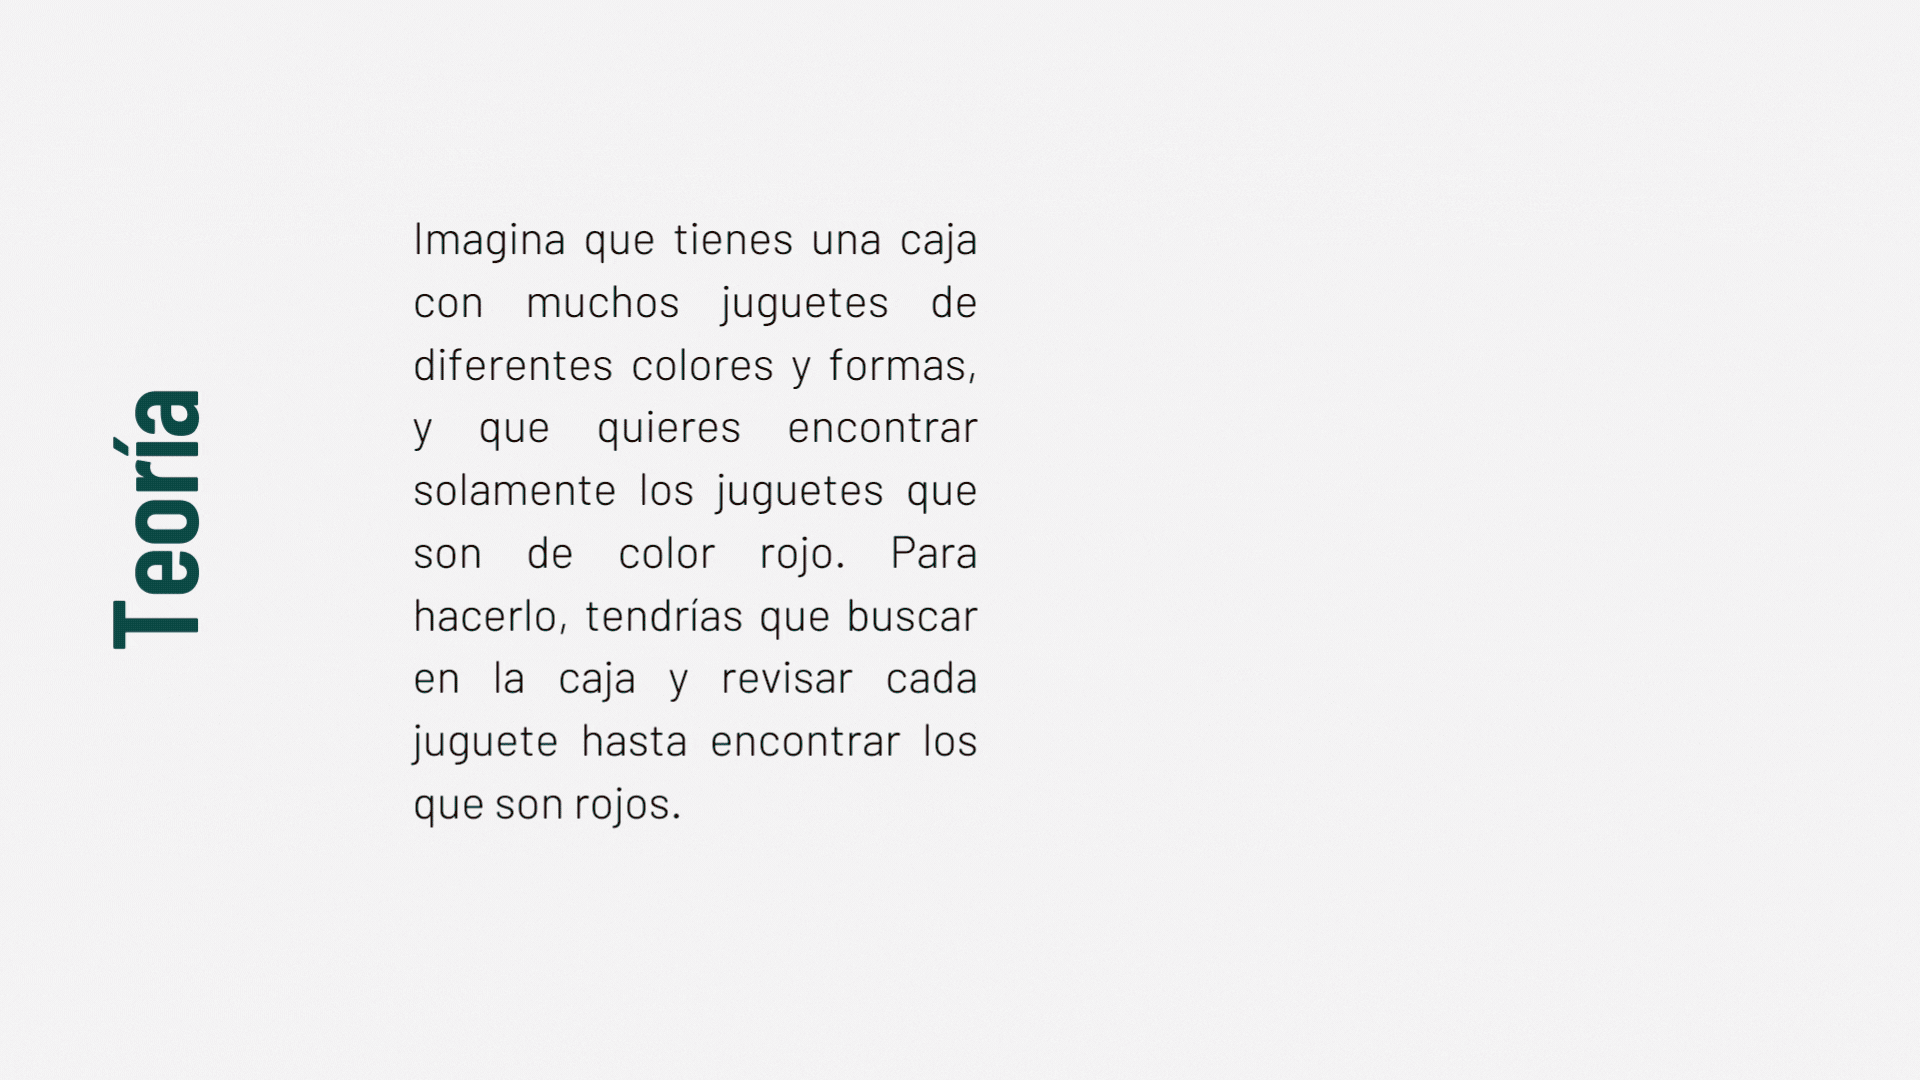 Teoría
Imagina que tienes una caja
con muchos juguetes de
diferentes colores y formas,
y que quieres encontrar
solamente los juguetes que
son de color rojo. Para
hacerlo, tendrías que buscar
en la caja y revisar cada
juguete hasta encontrar los
que son rojos.